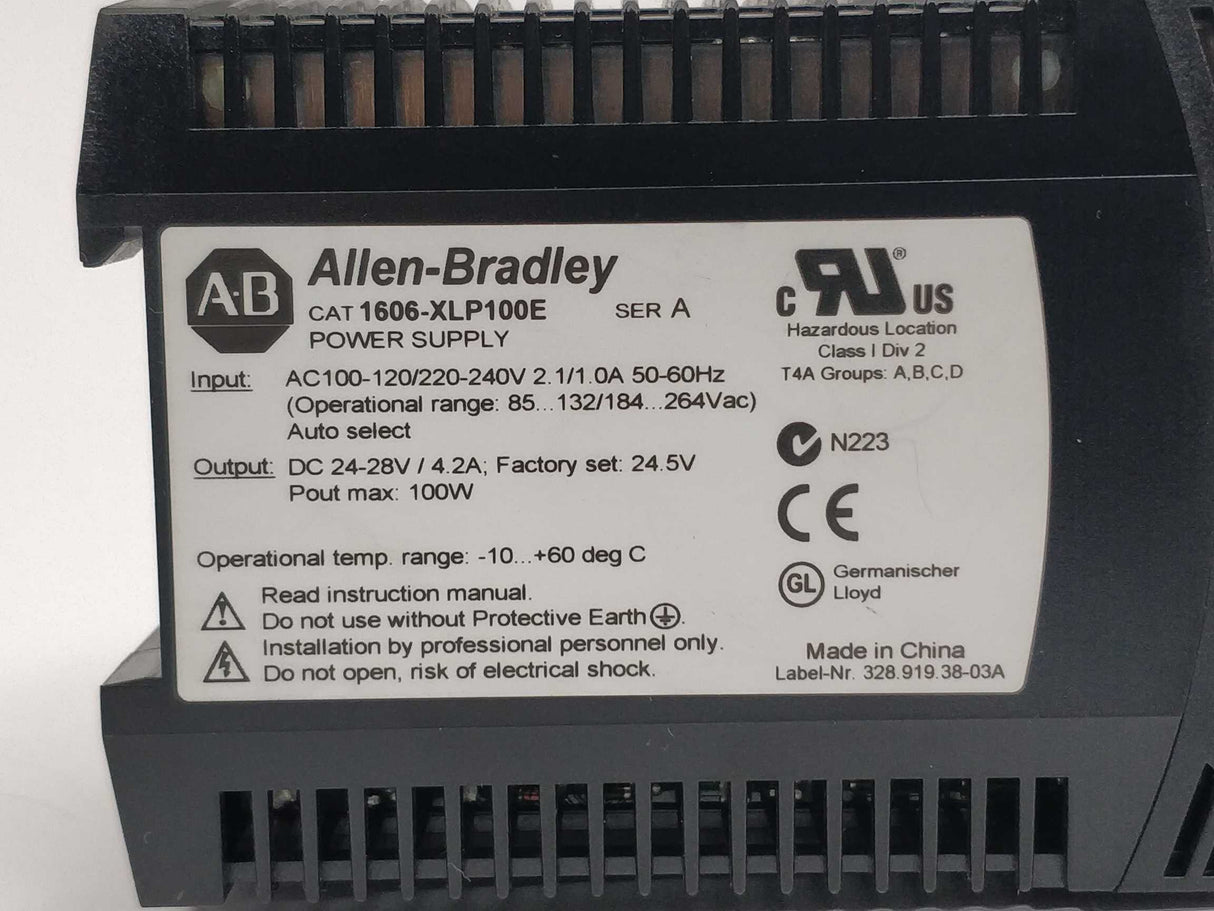 A·B
Allen-Bradley
CAT 1606-XLP100E SER A
POWER SUPPLY
Input: AC100-120/220-240V 2.1/1.0A 50-60Hz
(Operational range: 85...132/184...264Vac)
Auto select
Output: DC 24-28V / 4.2A; Factory set: 24.5V
Pout max: 100W
Operational temp. range: -10...+60 deg C
Read instruction manual.
Do not use without Protective Earth.
Installation by professional personnel only.
Do not open, risk of electrical shock.
C RU US ®
Hazardous Location
Class I Div 2
T4A Groups: A,B,C,D
N223
CE
GL Germanischer
Lloyd
Made in China
Label-Nr. 328.919.38-03A